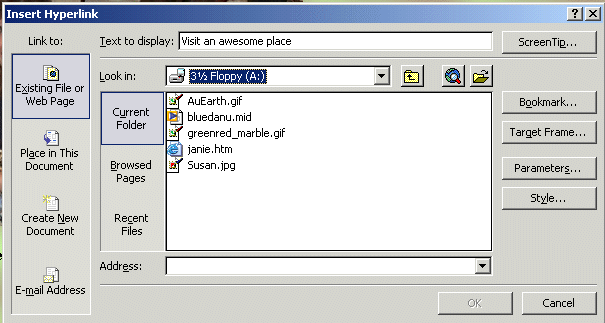 Insert Hyperlink
Link to:
Text to display: Visit an awesome place
ScreenTip...
Existing File or
Web Page
Look in: 3½ Floppy (A:)
Current
Folder
AuEarth.gif
bluedanu.mid
greenred_marble.gif
janie.htm
Susan.jpg
Bookmark...
Target Frame...
Place in This
Document
Browsed
Pages
Parameters...
Style...
Create New
Document
Recent
Files
E-mail Address
Address:
OK
Cancel